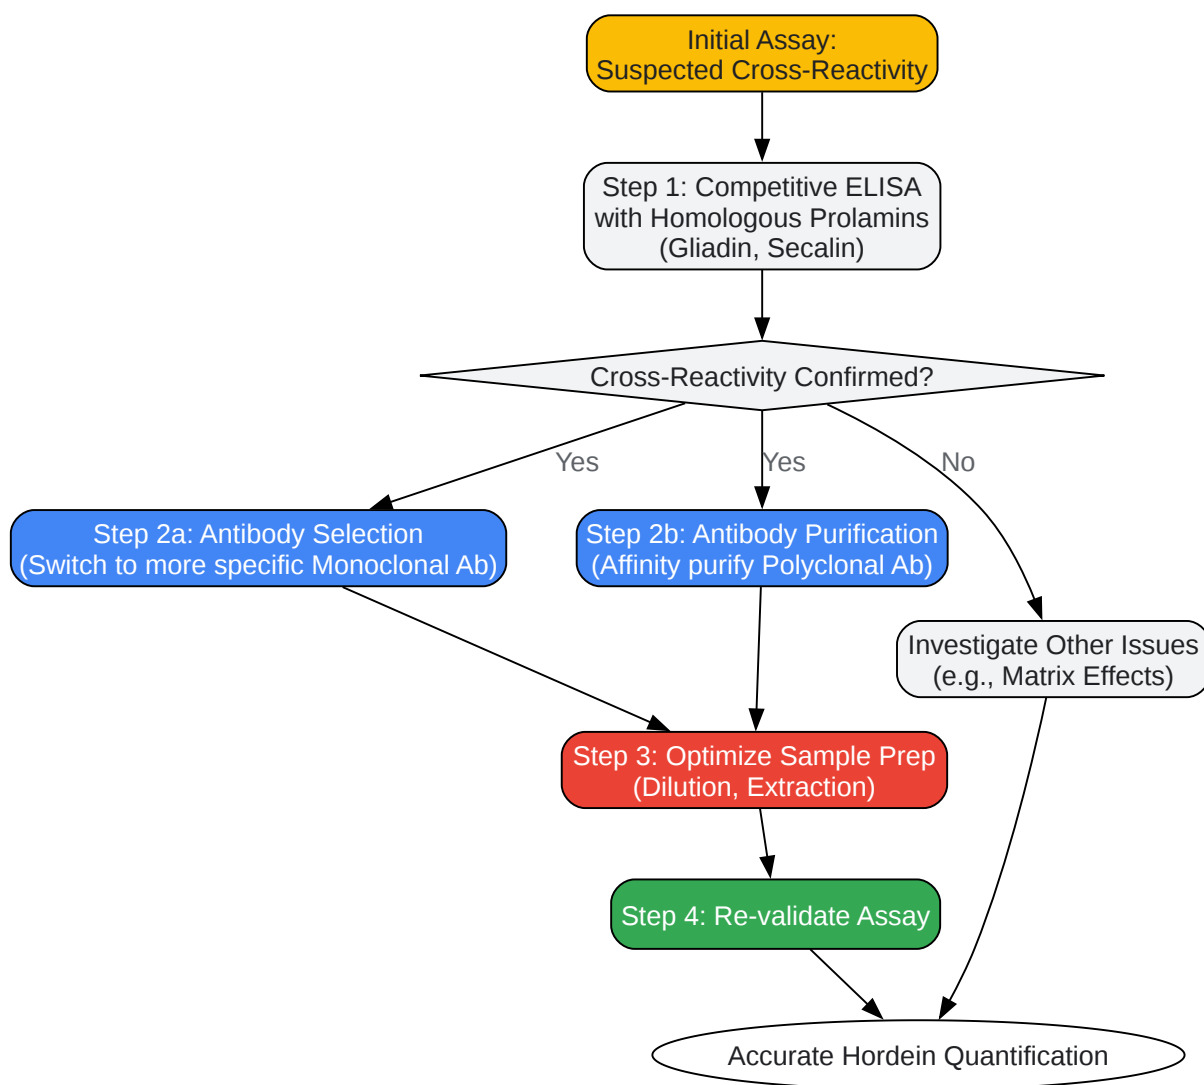 Initial Assay:
Suspected Cross-Reactivity
Step 1: Competitive ELISA
with Homologous Prolamins
(Gliadin, Secalin)
Cross-Reactivity Confirmed?
Yes
Yes
No
Step 2a: Antibody Selection
(Switch to more specific Monoclonal Ab)
Step 2b: Antibody Purification
(Affinity purify Polyclonal Ab)
Investigate Other Issues
(e.g., Matrix Effects)
Step 3: Optimize Sample Prep
(Dilution, Extraction)
Step 4: Re-validate Assay
Accurate Hordein Quantification